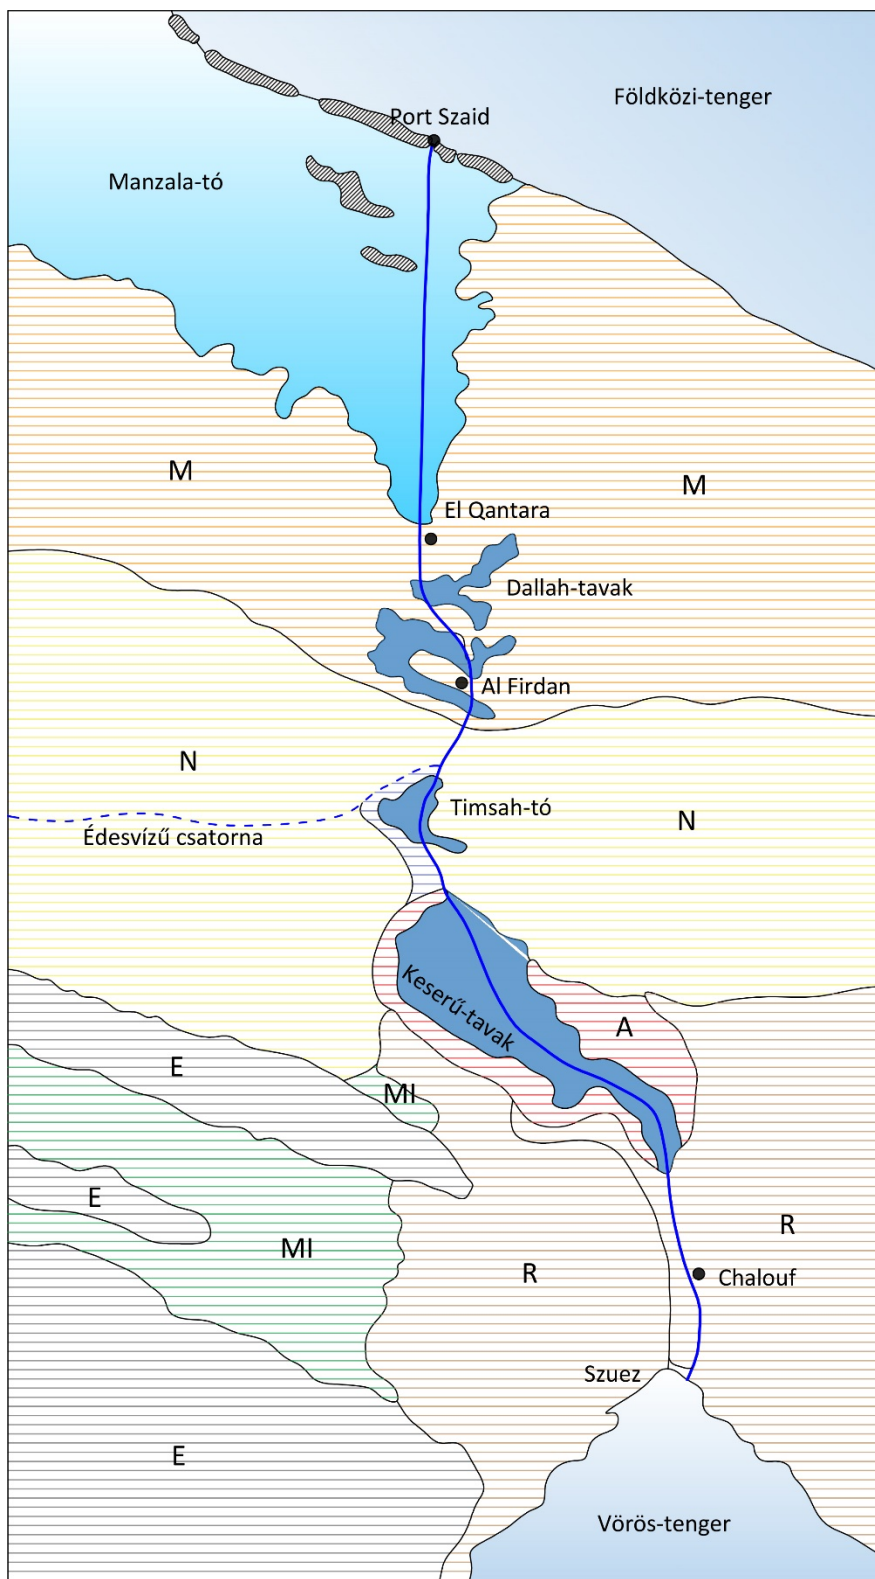 Földközi-tenger
Port Szaid
Manzala-tó
M
M
El Qantara
Dallah-tavak
Al Firdan
N
Timsah-tó
N
Édesvízű csatorna
Keserű-tavak
A
E
MI
E
R
MI
R
Chalouf
Szuez
E
Vörös-tenger